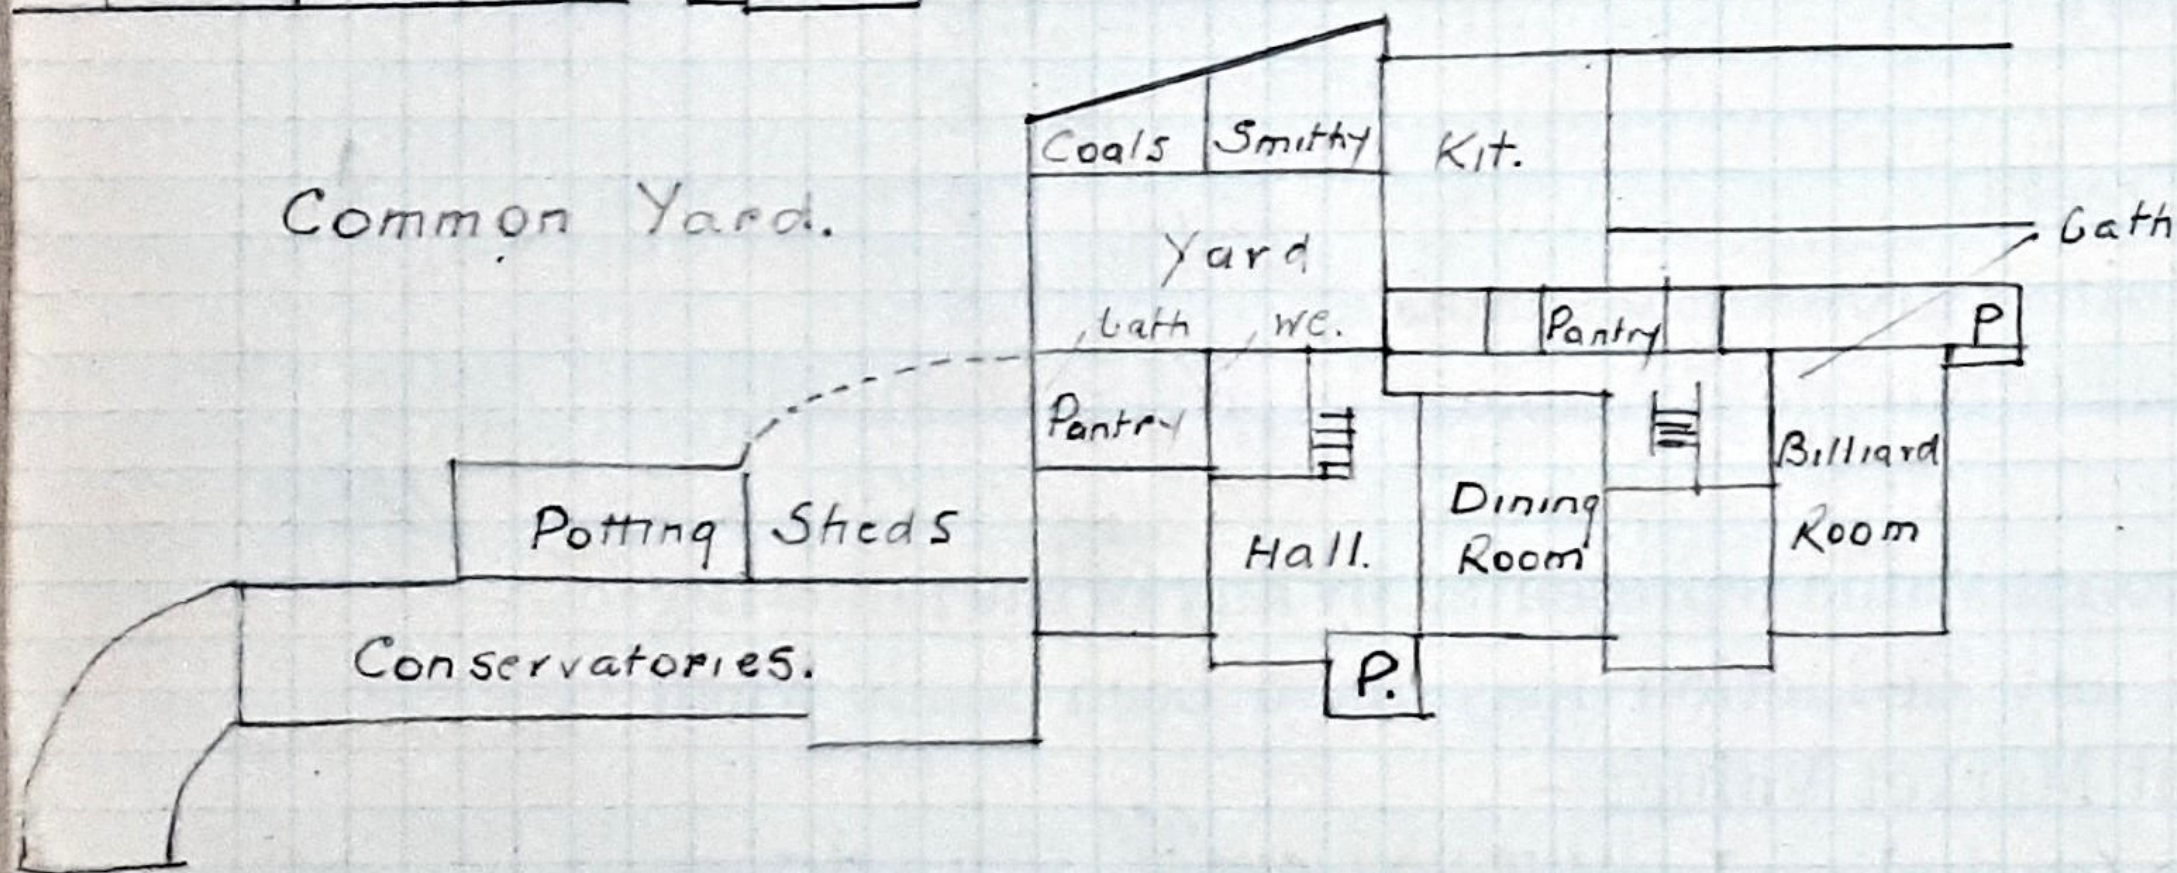 Coals
Smithy
Kit.
Common Yard.
Yard
bath
bath
WC.
Pantry
P
Pantry
Billiard
Room
Dining
Room
Potting
Sheds
Hall.
Conservatories.
P.